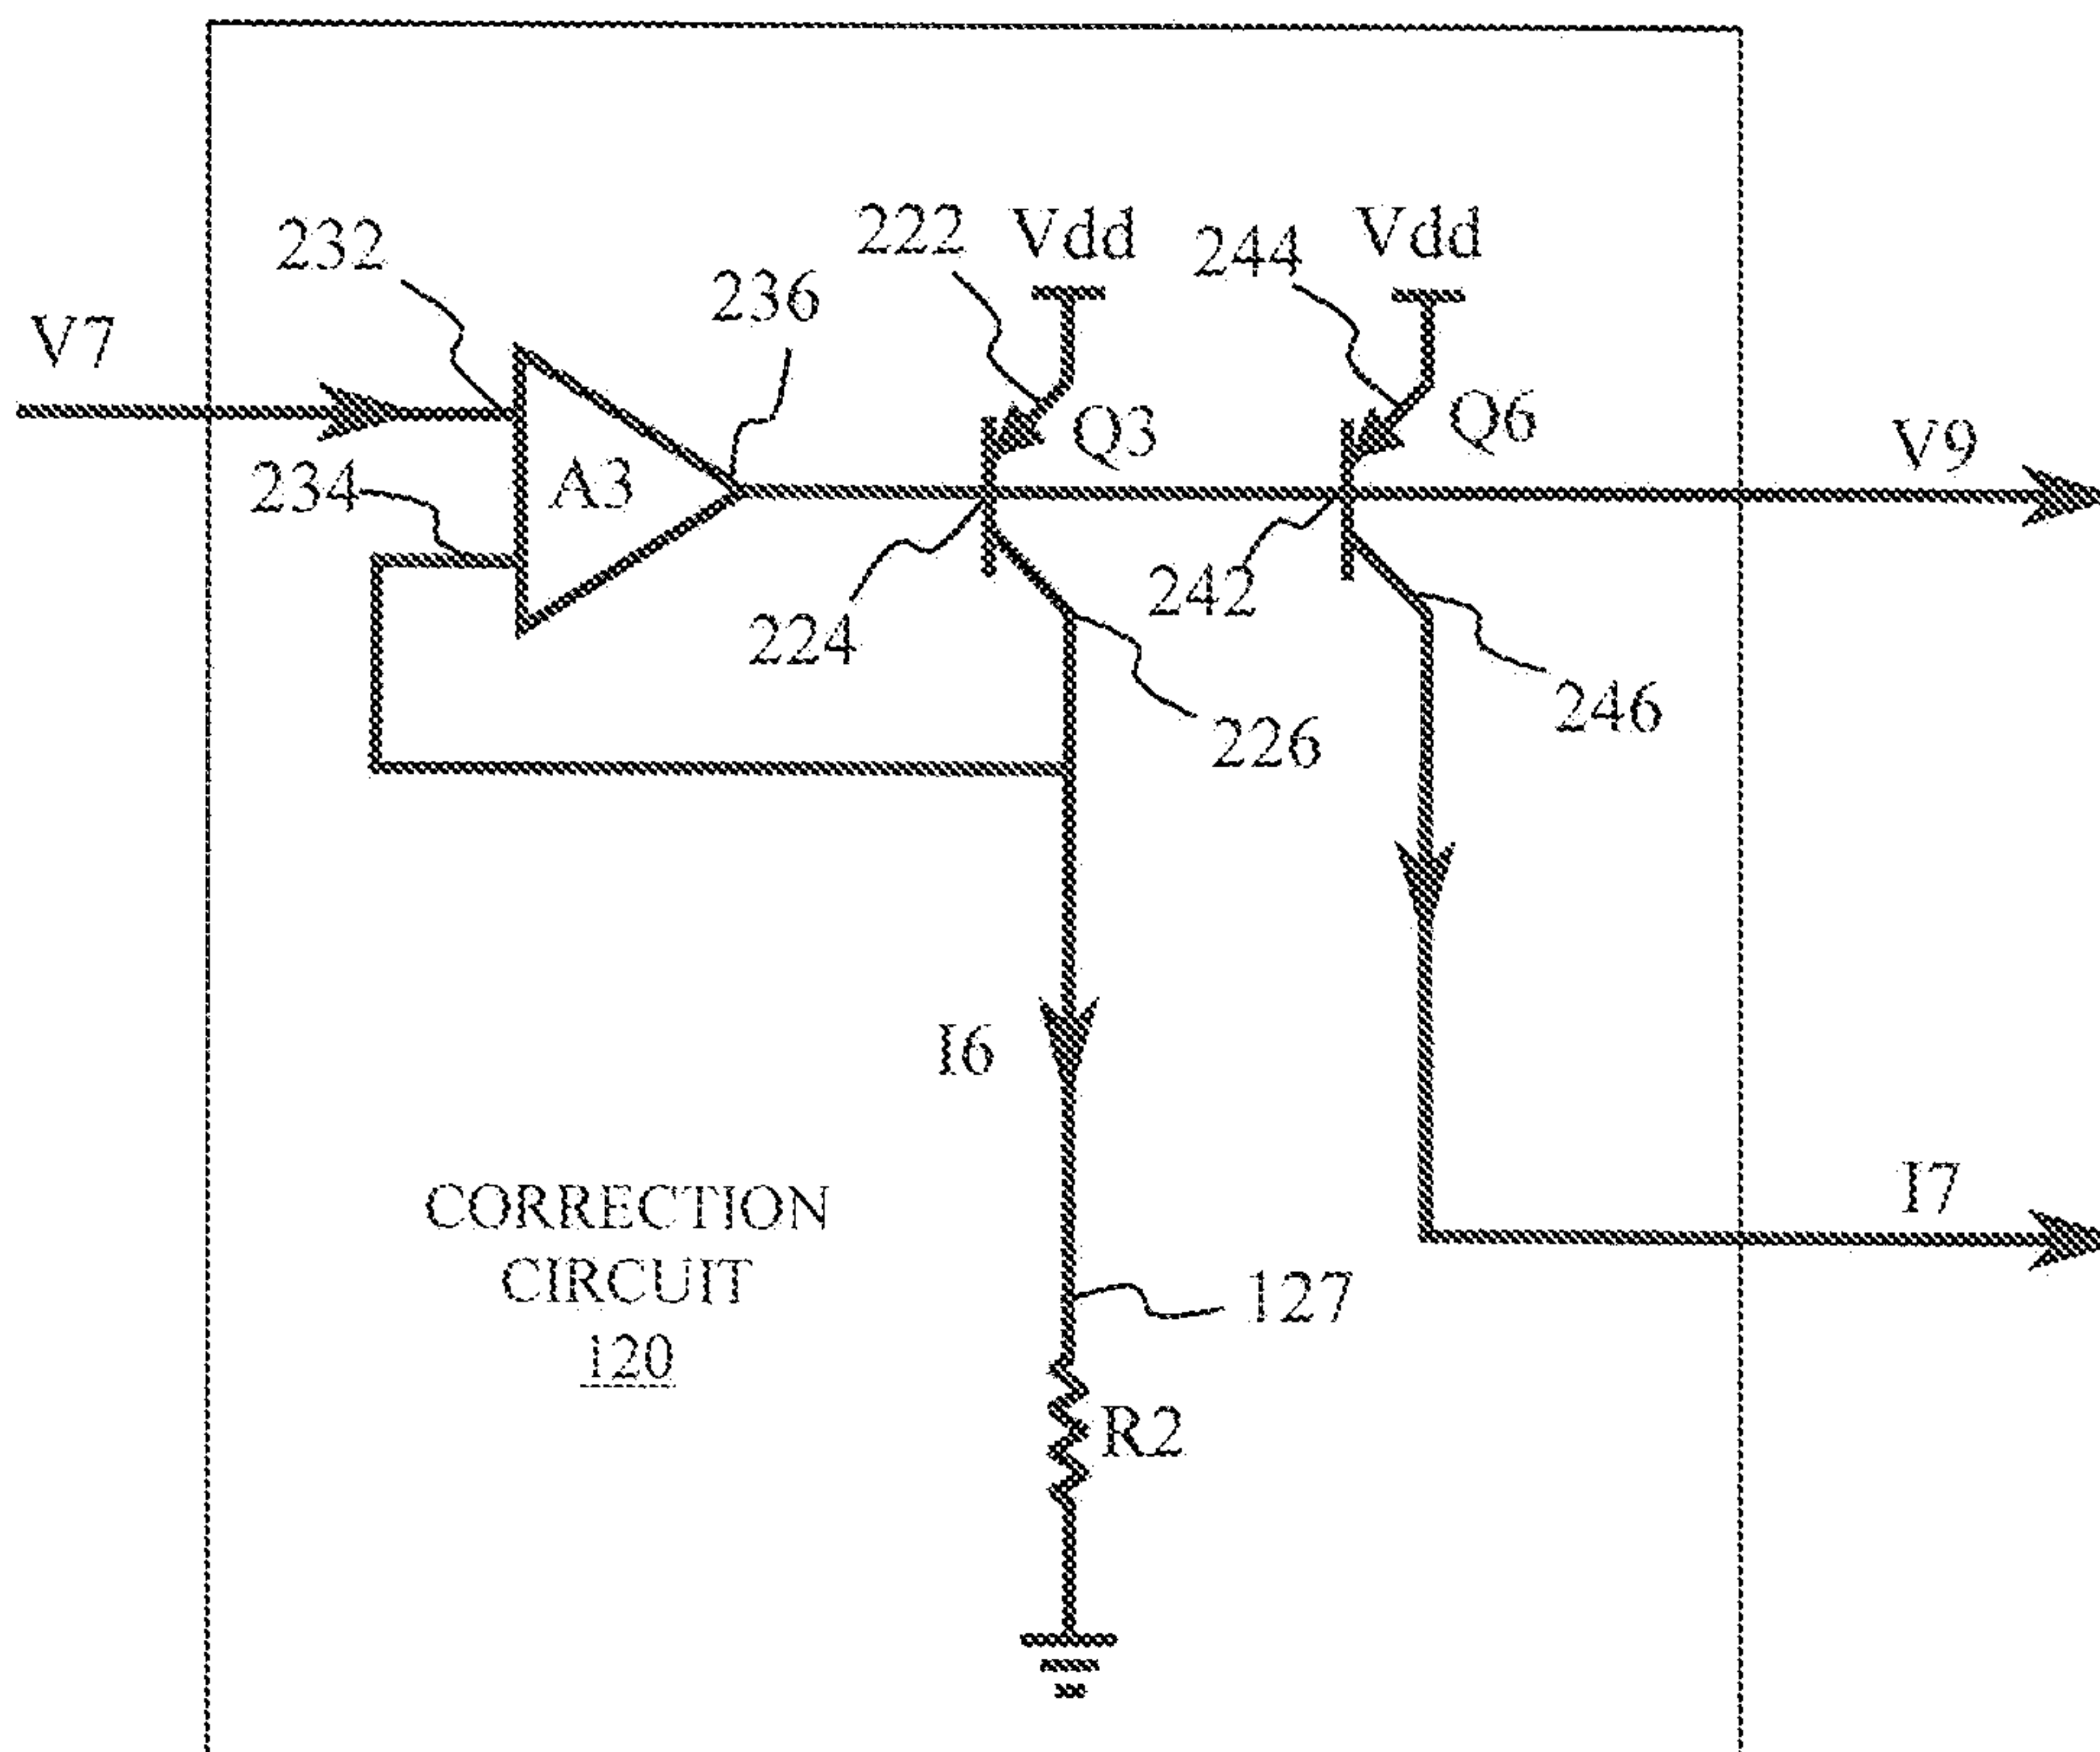 222 Vdd
244 Vdd
232
236
V7
Q3
Q6
V9
234
A3
242
224
246
226
I6
I7
CORRECTION
CIRCUIT
120
127
R2